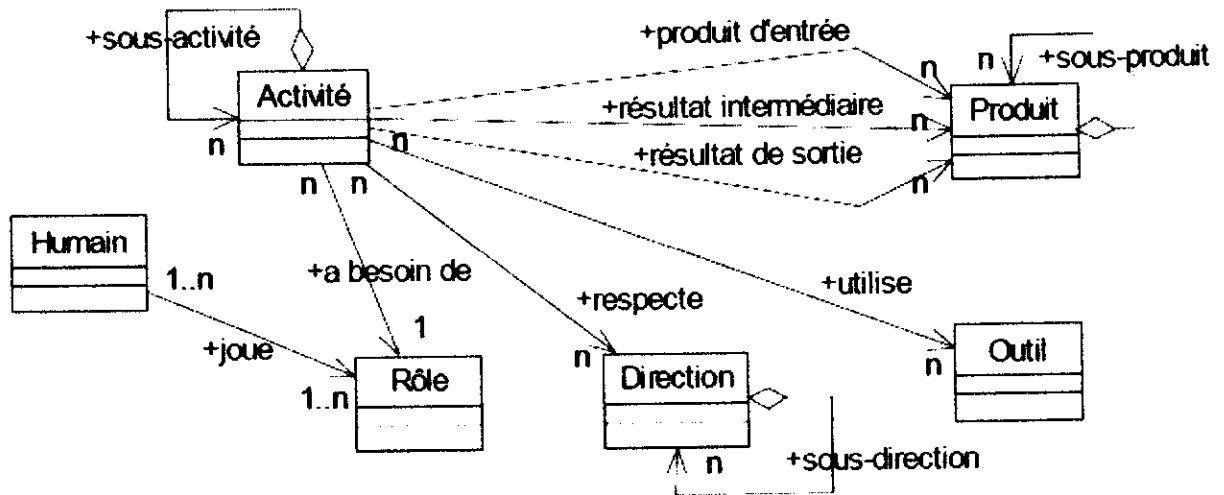 +sous-activité
+produit d'entrée
n
+sous-produit
Activité
n
Produit
+résultat intermédiaire
n
n
n
+résultat de sortie
n
n
n
Humain
1..n
+a besoin de
+respecte
+utilise
+joue
1
n
n
Outil
Rôle
Direction
1..n
n
+sous-direction